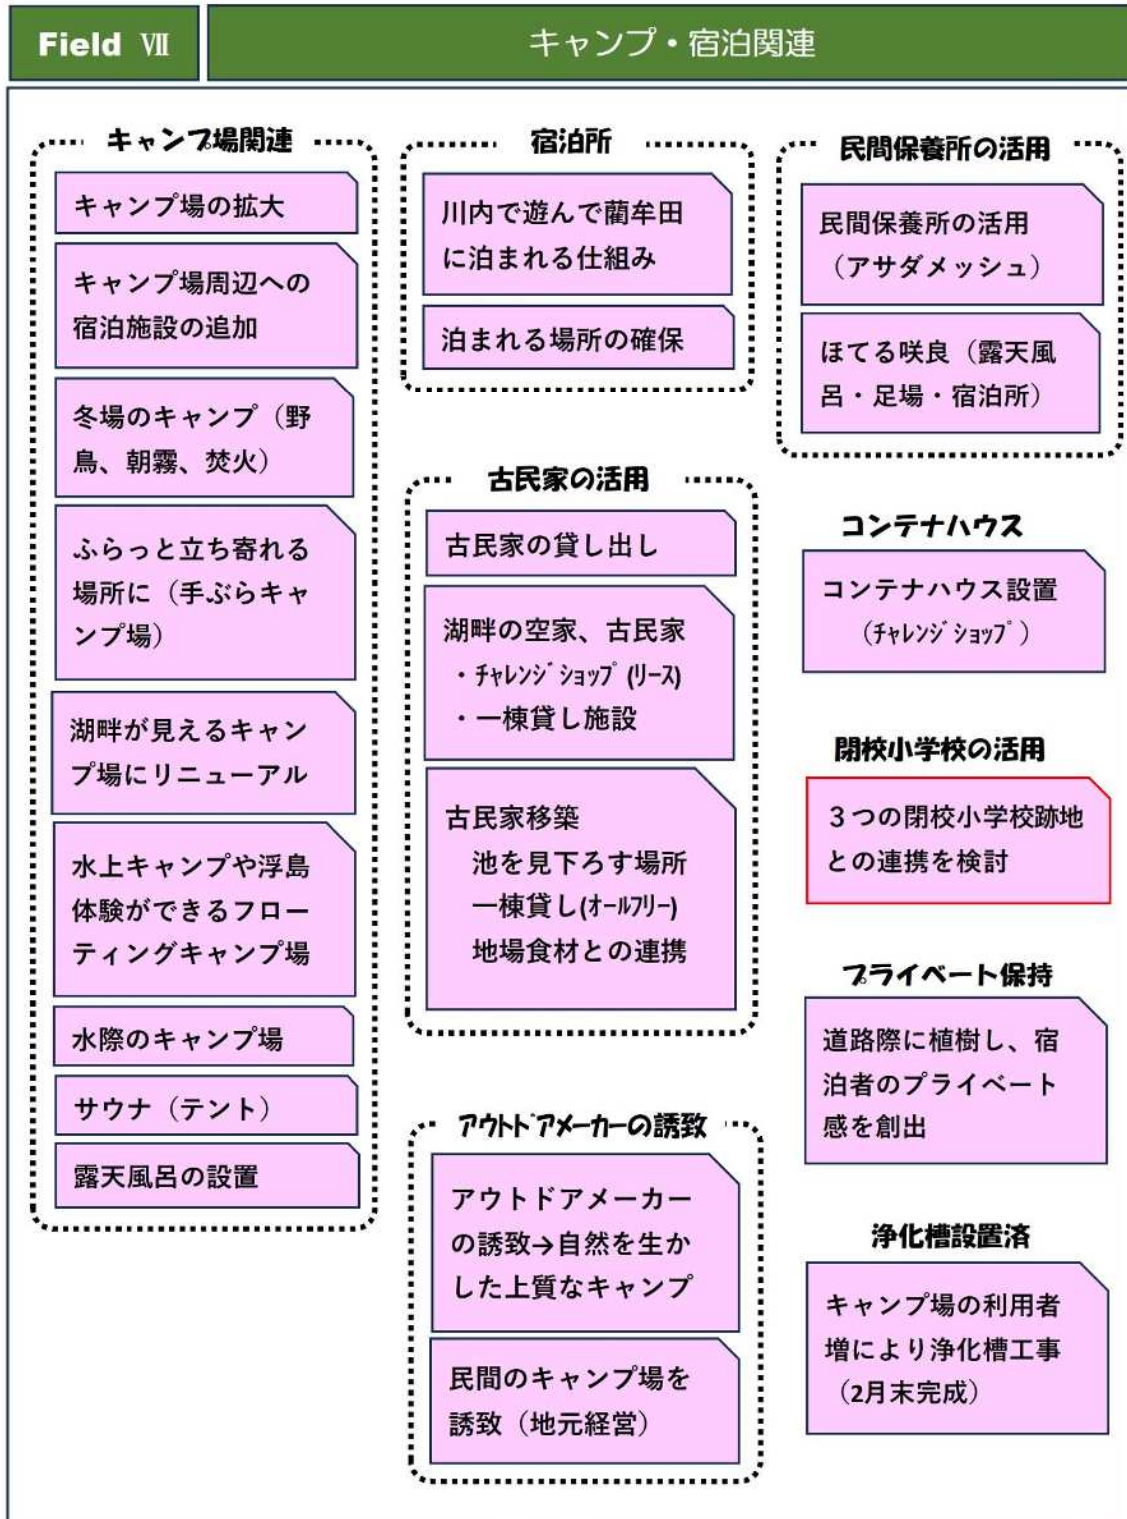 Field Ⅶ
キャンプ・宿泊関連
キャンプ場関連
キャンプ場の拡大
キャンプ場周辺への
宿泊施設の追加
冬場のキャンプ（野
鳥、朝霧、焚火）
ふらっと立ち寄れる
場所に（手ぶらキャ
ンプ場）
湖畔が見えるキャン
プ場にリニューアル
水上キャンプや浮島
体験ができるフロー
ティングキャンプ場
水際のキャンプ場
サウナ（テント）
露天風呂の設置
宿泊所
川内で遊んで藺牟田
に泊まれる仕組み
泊まれる場所の確保
古民家の活用
古民家の貸し出し
湖畔の空家、古民家
・ﾁｬﾚﾝｼﾞｼｮｯﾌﾟ(ﾘｰｽ)
・一棟貸し施設
古民家移築
池を見下ろす場所
一棟貸し(ｵｰﾙﾌﾘｰ)
地場食材との連携
ｱｳﾄﾄﾞｱﾒｰｶｰの誘致
アウトドアメーカー
の誘致→自然を生か
した上質なキャンプ
民間のキャンプ場を
誘致（地元経営）
民間保養所の活用
民間保養所の活用
（アサダメッシュ）
ほてる咲良（露天風
呂・足場・宿泊所）
コンテナハウス
コンテナハウス設置
（ﾁｬﾚﾝｼﾞｼｮｯﾌﾟ）
閉校小学校の活用
３つの閉校小学校跡地
との連携を検討
プライベート保持
道路際に植樹し、宿
泊者のプライベート
感を創出
浄化槽設置済
キャンプ場の利用者
増により浄化槽工事
（2月末完成）